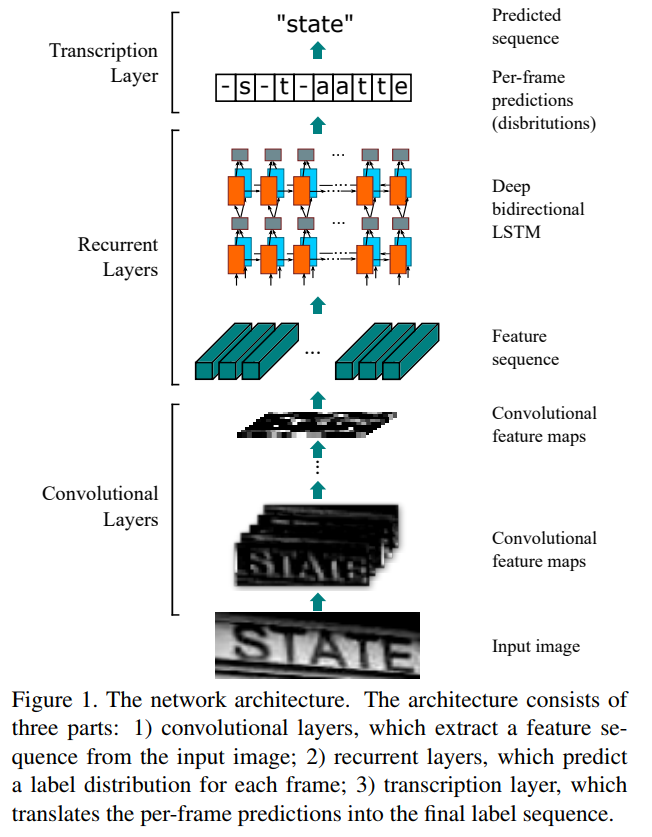 "state"
Predicted
sequence
Transcription
Layer
-s-t-aatte
Per-frame
predictions
(disbritutions)
...
Deep
bidirectional
LSTM
...
Recurrent
Layers
...
Feature
sequence
...
Convolutional
feature maps
Convolutional
Layers
STATE
Convolutional
feature maps
STATE
Input image
Figure 1. The network architecture. The architecture consists of
three parts: 1) convolutional layers, which extract a feature se-
quence from the input image; 2) recurrent layers, which predict
a label distribution for each frame; 3) transcription layer, which
translates the per-frame predictions into the final label sequence.